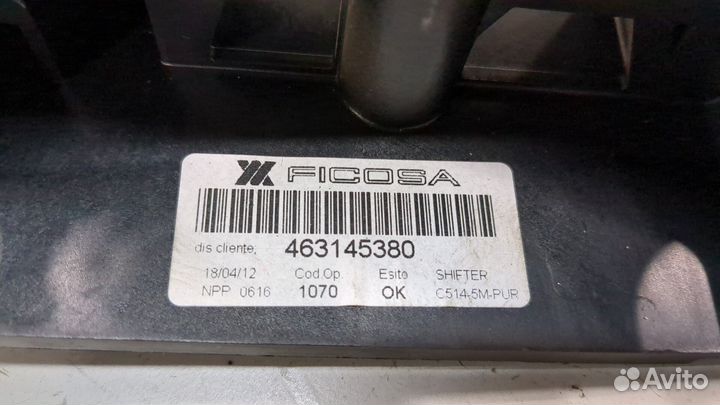 FICOSA
dis cliente, 463145380
18/04/12 Cod.Op. Esito SHIFTER
NPP 0616 1070 OK C514-5M-PUR
Avito